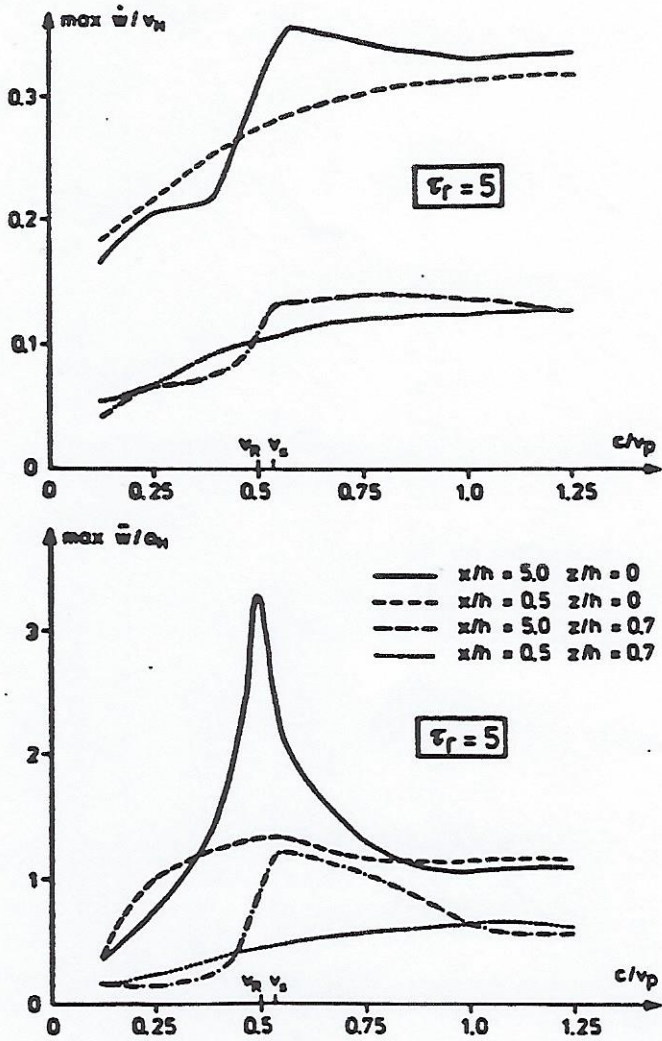 max ẇ/v_H
0.3
0.2
0.1
0
τ_r = 5
v_R v_s
c/v_p
0 0.25 0.5 0.75 1.0 1.25
max ẅ/a_H
x/h = 5.0 z/h = 0
x/h = 0.5 z/h = 0
x/h = 5.0 z/h = 0.7
x/h = 0.5 z/h = 0.7
3
2
1
0
τ_r = 5
v_R v_s
c/v_p
0 0.25 0.5 0.75 1.0 1.25